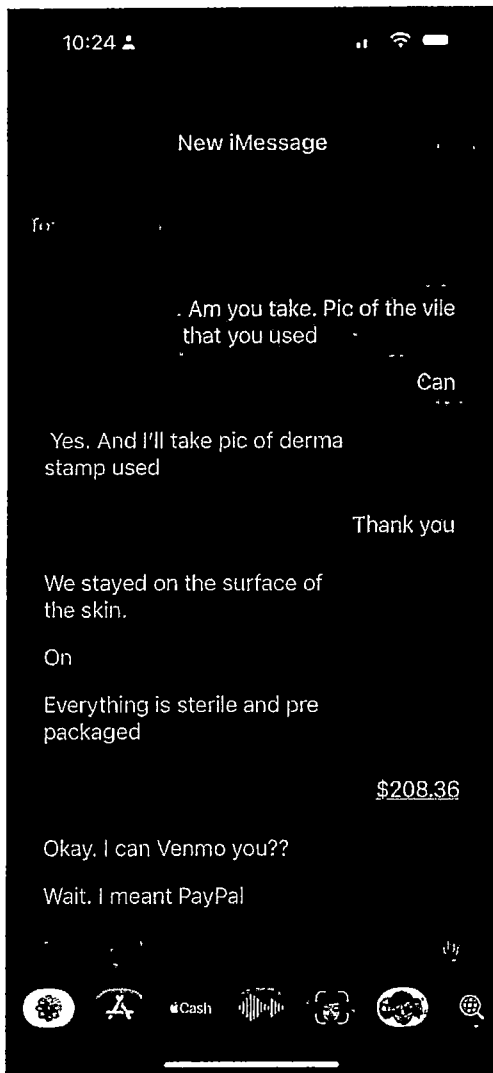 10:24
New iMessage
for
. Am you take. Pic of the vile
that you used
Can
Yes. And I'll take pic of derma
stamp used
Thank you
We stayed on the surface of
the skin.
On
Everything is sterile and pre
packaged
$208.36
Okay. I can Venmo you??
Wait. I meant PayPal
Cash